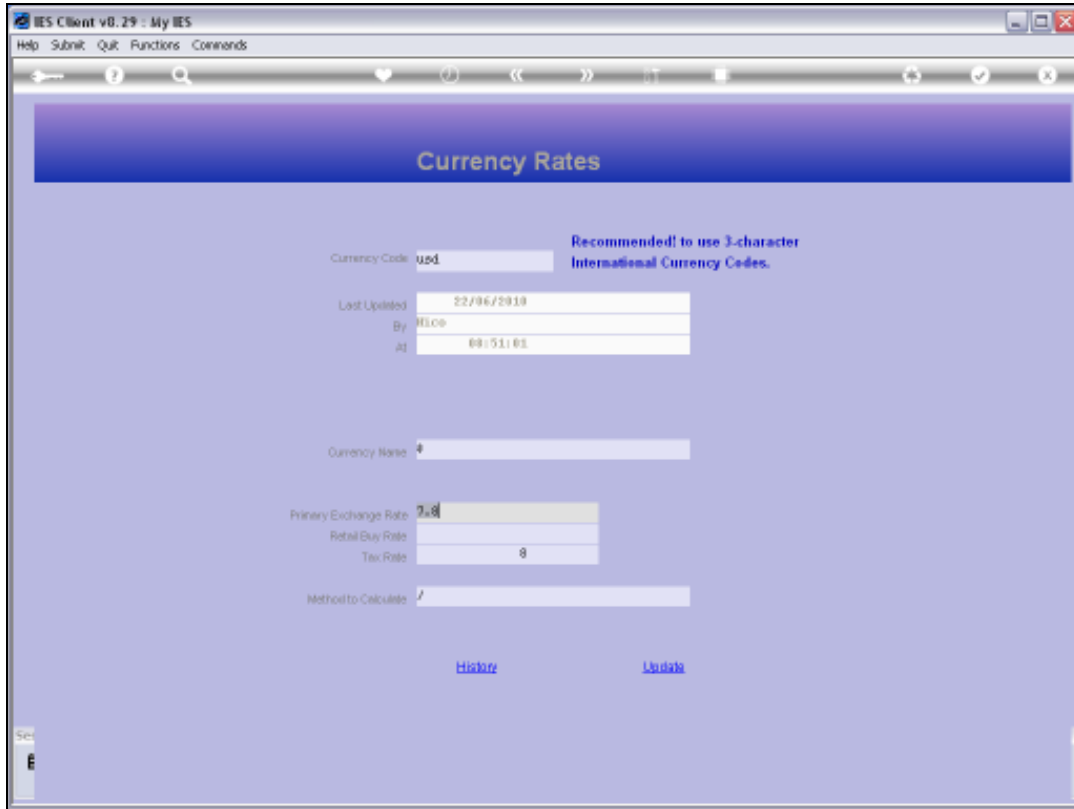 IES Client v8.29 : My IES
Help Submit Quit Functions Commands
Currency Rates
Recommended! to use 3-character
International Currency Codes.
Currency Code usd
Last Updated 22/06/2010
By Nico
At 08:51:01
Currency Name $
Primary Exchange Rate 7.8
Retail Buy Rate
Tax Rate 8
Method to Calculate /
History Update